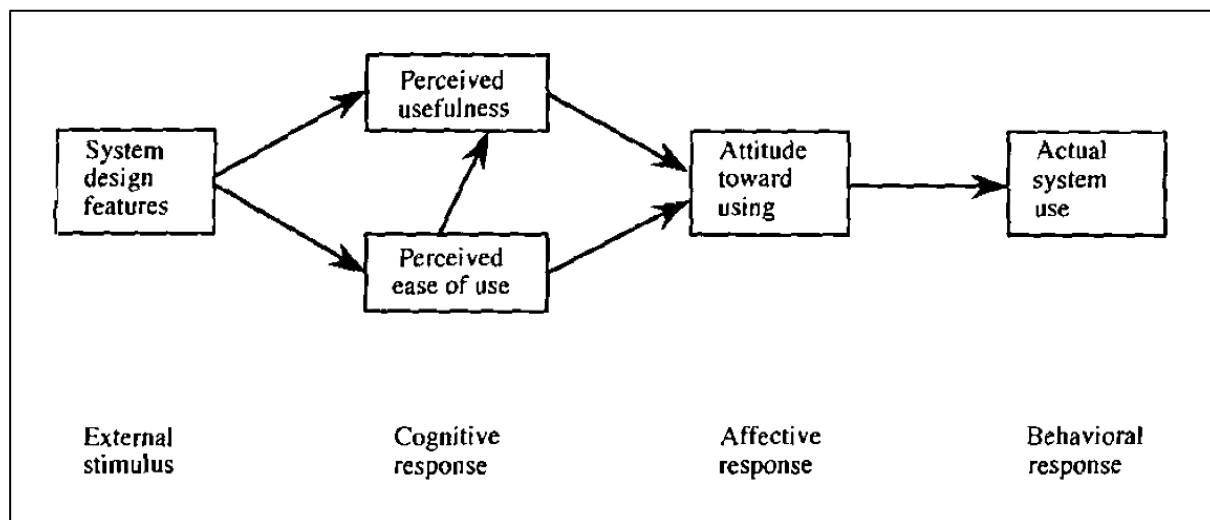 System
design
features
Perceived
usefulness
Perceived
ease of use
Attitude
toward
using
Actual
system
use
External
stimulus
Cognitive
response
Affective
response
Behavioral
response